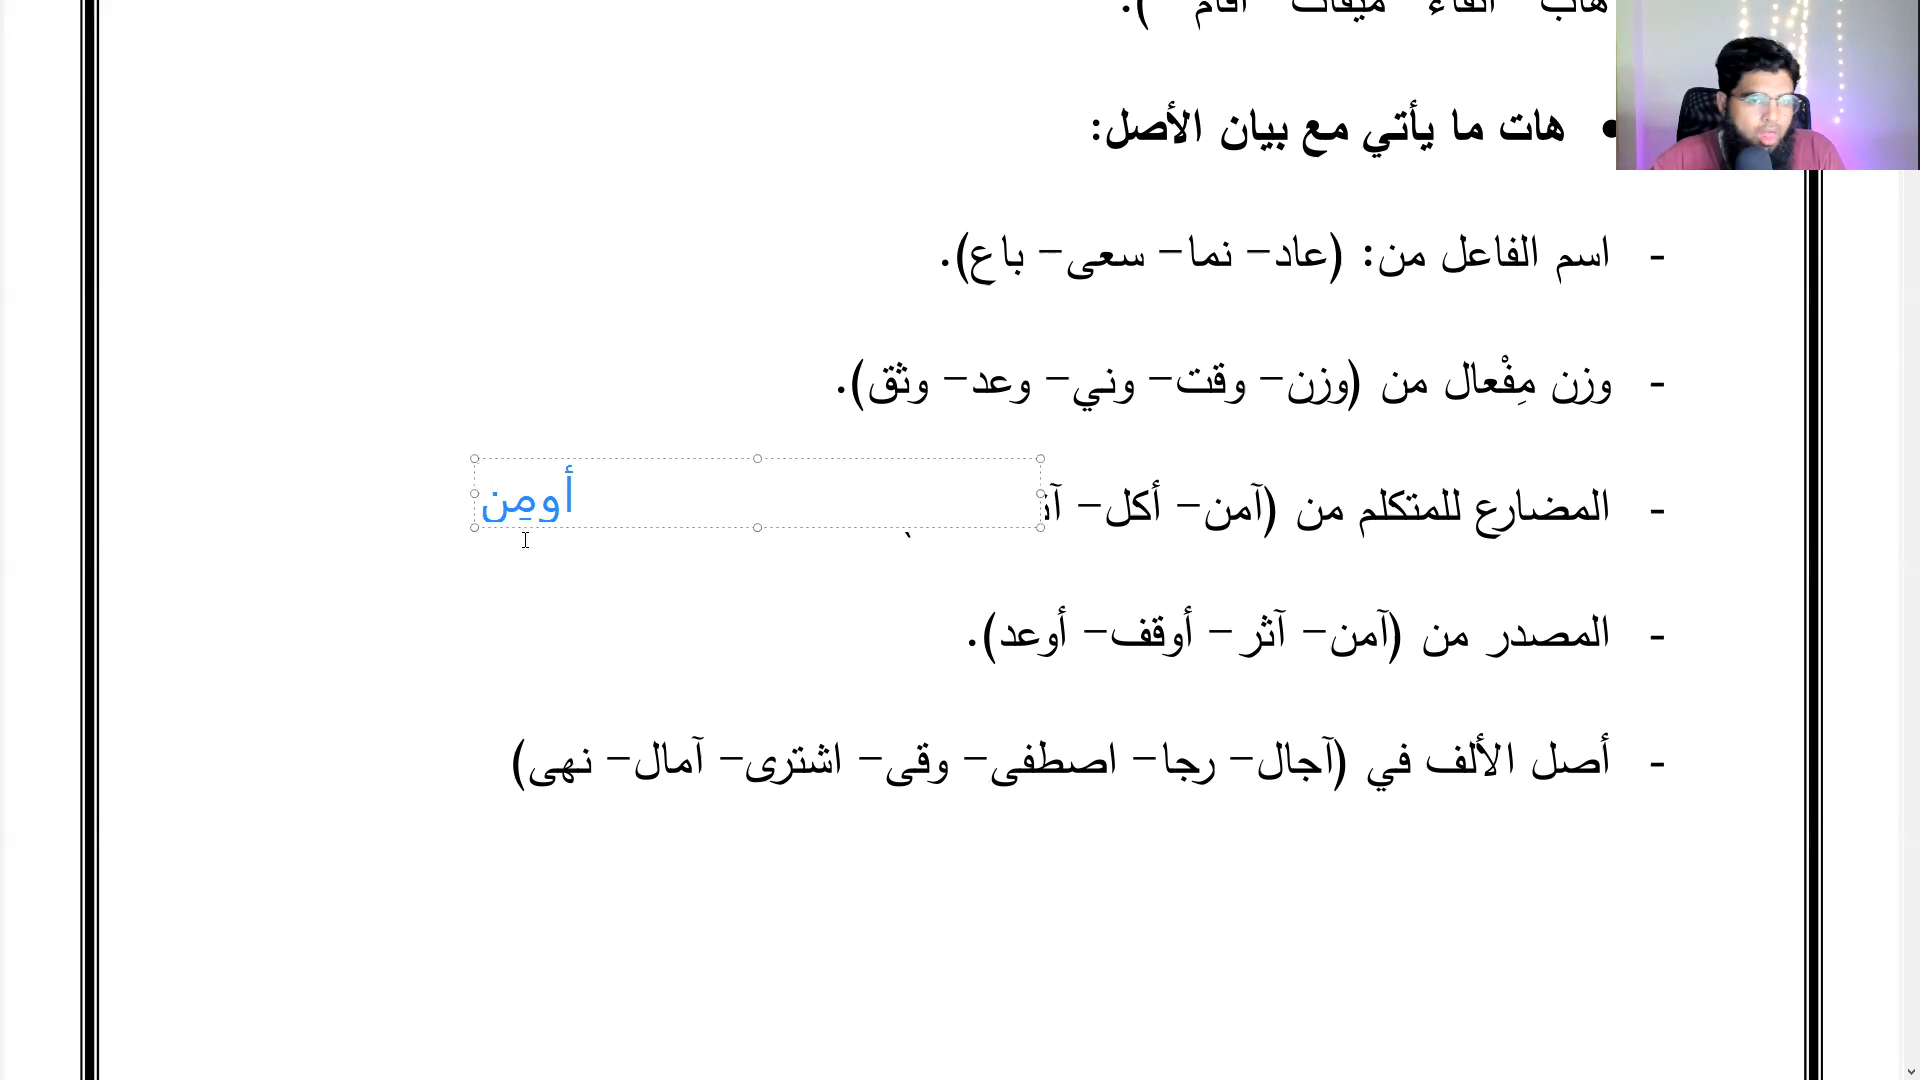 هات ما يأتي مع بيان الأصل:
- اسم الفاعل من: (عاد- نما- سعى- باع).
- وزن مِفْعال من (وزن- وقت- وني- وعد- وثق).
- المضارع للمتكلم من (آمن- أكل-
أومِن
- المصدر من (آمن- آثر- أوقف- أوعد).
- أصل الألف في (آجال- رجا- اصطفى- وقى- اشترى- آمال- نهى)